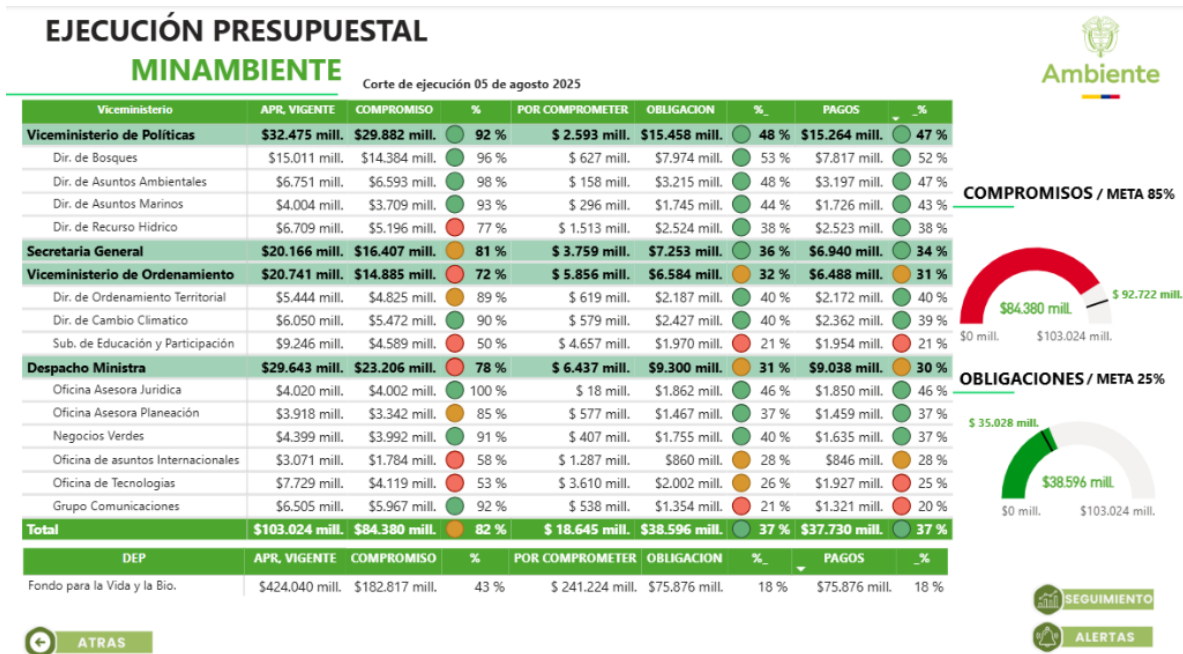 EJECUCIÓN PRESUPUESTAL
MINAMBIENTE
Corte de ejecución 05 de agosto 2025
Ambiente
Viceministerio APR, VIGENTE COMPROMISO % POR COMPROMETER OBLIGACION %_ PAGOS _%
Viceministerio de Políticas $32.475 mill. $29.882 mill. 92 % $ 2.593 mill. $15.458 mill. 48 % $15.264 mill. 47 %
Dir. de Bosques $15.011 mill. $14.384 mill. 96 % $ 627 mill. $7.974 mill. 53 % $7.817 mill. 52 %
Dir. de Asuntos Ambientales $6.751 mill. $6.593 mill. 98 % $ 158 mill. $3.215 mill. 48 % $3.197 mill. 47 %
Dir. de Asuntos Marinos $4.004 mill. $3.709 mill. 93 % $ 296 mill. $1.745 mill. 44 % $1.726 mill. 43 %
Dir. de Recurso Hídrico $6.709 mill. $5.196 mill. 77 % $ 1.513 mill. $2.524 mill. 38 % $2.523 mill. 38 %
Secretaria General $20.166 mill. $16.407 mill. 81 % $ 3.759 mill. $7.253 mill. 36 % $6.940 mill. 34 %
Viceministerio de Ordenamiento $20.741 mill. $14.885 mill. 72 % $ 5.856 mill. $6.584 mill. 32 % $6.488 mill. 31 %
Dir. de Ordenamiento Territorial $5.444 mill. $4.825 mill. 89 % $ 619 mill. $2.187 mill. 40 % $2.172 mill. 40 %
Dir. de Cambio Climatico $6.050 mill. $5.472 mill. 90 % $ 579 mill. $2.427 mill. 40 % $2.362 mill. 39 %
Sub. de Educación y Participación $9.246 mill. $4.589 mill. 50 % $ 4.657 mill. $1.970 mill. 21 % $1.954 mill. 21 %
Despacho Ministra $29.643 mill. $23.206 mill. 78 % $ 6.437 mill. $9.300 mill. 31 % $9.038 mill. 30 %
Oficina Asesora Juridica $4.020 mill. $4.002 mill. 100 % $ 18 mill. $1.862 mill. 46 % $1.850 mill. 46 %
Oficina Asesora Planeación $3.918 mill. $3.342 mill. 85 % $ 577 mill. $1.467 mill. 37 % $1.459 mill. 37 %
Negocios Verdes $4.399 mill. $3.992 mill. 91 % $ 407 mill. $1.755 mill. 40 % $1.635 mill. 37 %
Oficina de asuntos Internacionales $3.071 mill. $1.784 mill. 58 % $ 1.287 mill. $860 mill. 28 % $846 mill. 28 %
Oficina de Tecnologias $7.729 mill. $4.119 mill. 53 % $ 3.610 mill. $2.002 mill. 26 % $1.927 mill. 25 %
Grupo Comunicaciones $6.505 mill. $5.967 mill. 92 % $ 538 mill. $1.354 mill. 21 % $1.321 mill. 20 %
Total $103.024 mill. $84.380 mill. 82 % $ 18.645 mill. $38.596 mill. 37 % $37.730 mill. 37 %
DEP APR, VIGENTE COMPROMISO % POR COMPROMETER OBLIGACION %_ PAGOS _%
Fondo para la Vida y la Bio. $424.040 mill. $182.817 mill. 43 % $ 241.224 mill. $75.876 mill. 18 % $75.876 mill. 18 %
COMPROMISOS / META 85%
$ 92.722 mill.
$84.380 mill.
$0 mill. $103.024 mill.
OBLIGACIONES / META 25%
$ 35.028 mill.
$38.596 mill.
$0 mill. $103.024 mill.
SEGUIMIENTO
ALERTAS
ATRAS